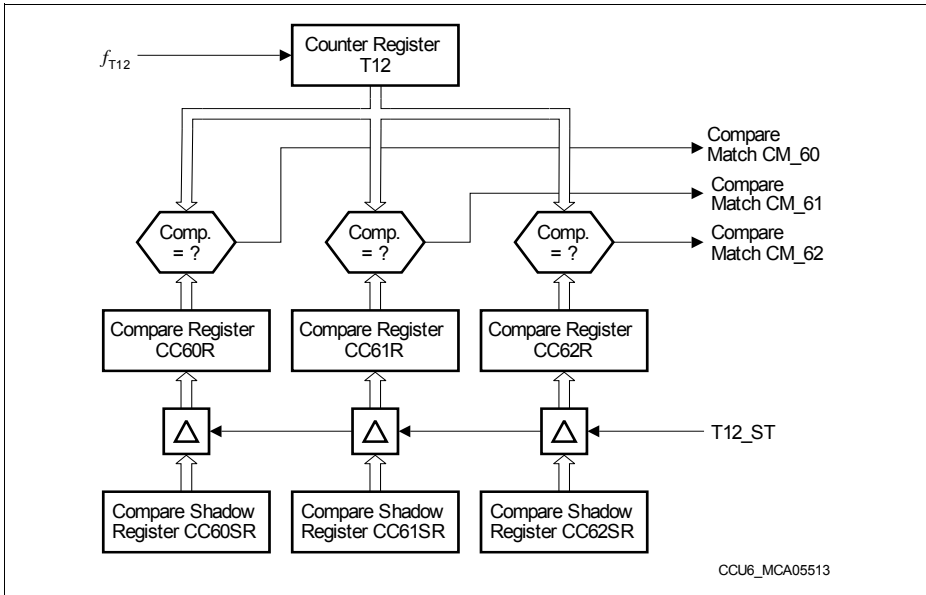 Counter Register
T12
fT12
Compare
Match CM_60
Compare
Match CM_61
Compare
Match CM_62
Comp.
= ?
Comp.
= ?
Comp.
= ?
Compare Register
CC60R
Compare Register
CC61R
Compare Register
CC62R
T12_ST
Compare Shadow
Register CC60SR
Compare Shadow
Register CC61SR
Compare Shadow
Register CC62SR
CCU6_MCA05513